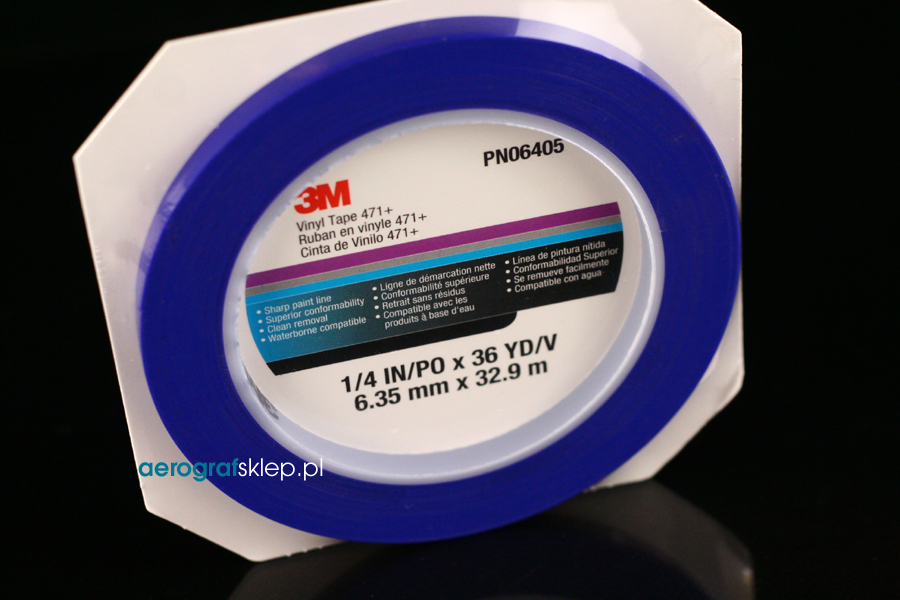 PN06405
3M
Vinyl Tape 471+
Ruban en vinyle 471+
Cinta de Vinilo 471+
• Sharp paint line
• Superior conformability
• Clean removal
• Waterborne compatible
• Ligne de démarcation nette
• Conformabilité supérieure
• Retrait sans résidus
• Compatible avec les
produits à base d'eau
• Línea de pintura nítida
• Conformabilidad Superior
• Se remueve facilmente
• Compatible con agua
1/4 IN/PO x 36 YD/V
6.35 mm x 32.9 m
aerografsklep.pl